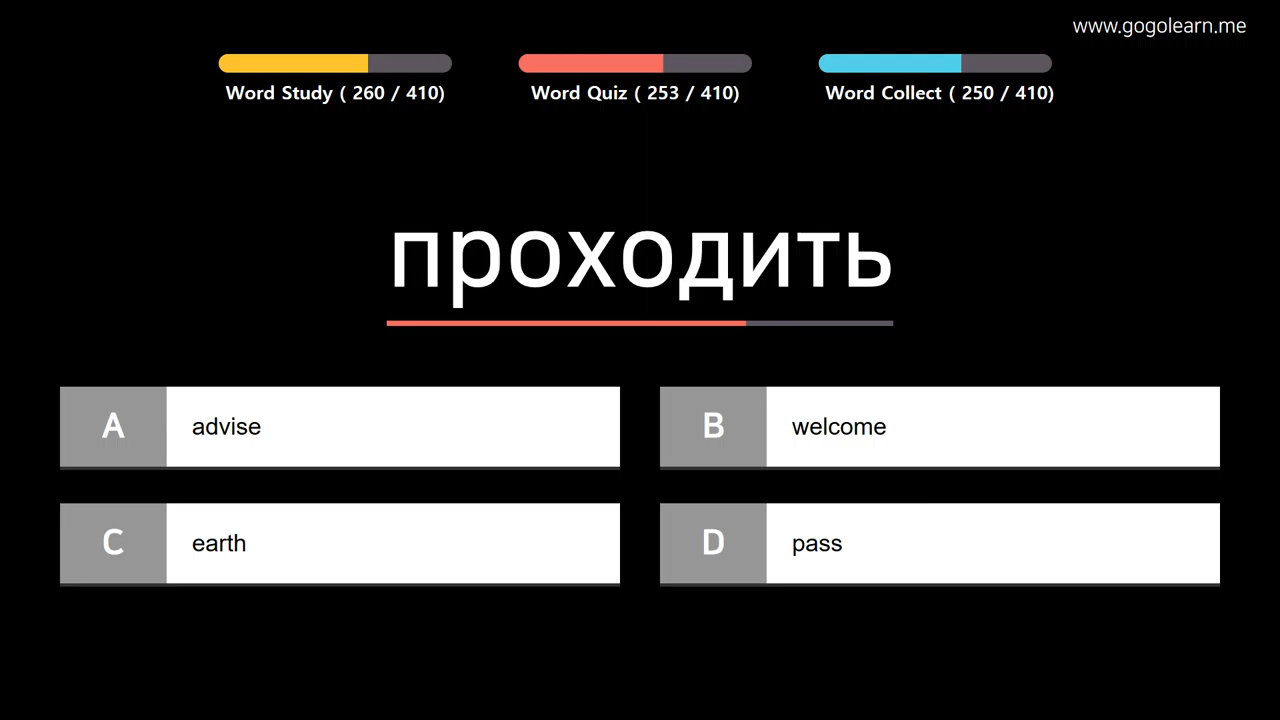 www.gogolearn.me
Word Study ( 260 / 410)
Word Quiz ( 253 / 410)
Word Collect ( 250 / 410)
проходить
A advise
B welcome
C earth
D pass